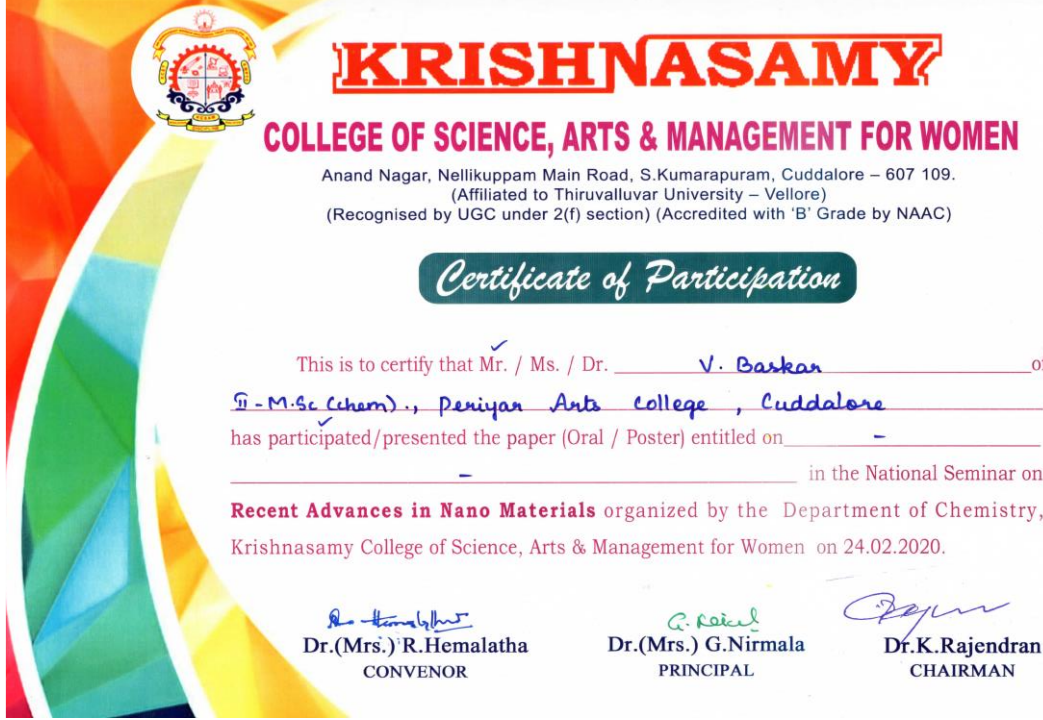 KRISHNASAMY
COLLEGE OF SCIENCE, ARTS & MANAGEMENT FOR WOMEN
Anand Nagar, Nellikuppam Main Road, S.Kumarapuram, Cuddalore – 607 109.
(Affiliated to Thiruvalluvar University – Vellore)
(Recognised by UGC under 2(f) section) (Accredited with 'B' Grade by NAAC)
Certificate of Participation
This is to certify that Mr. / Ms. / Dr. V. Baskar of
II - M.Sc (chem)., Periyar Arts College, Cuddalore
has participated/presented the paper (Oral / Poster) entitled on -
- in the National Seminar on
Recent Advances in Nano Materials organized by the Department of Chemistry,
Krishnasamy College of Science, Arts & Management for Women on 24.02.2020.
Dr.(Mrs.) R.Hemalatha Dr.(Mrs.) G.Nirmala Dr.K.Rajendran
CONVENOR PRINCIPAL CHAIRMAN